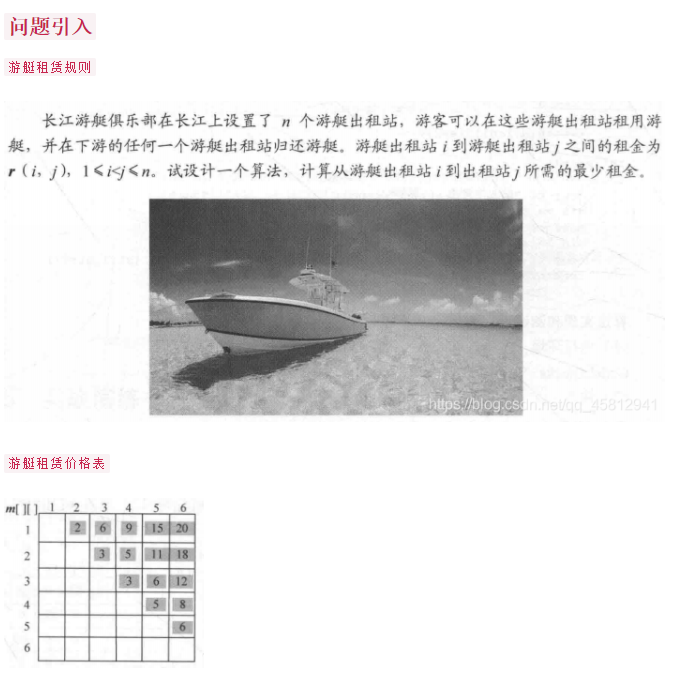 问题引入
游艇租赁规则
长江游艇俱乐部在长江上设置了 n 个游艇出租站，游客可以在这些游艇出租站租用游
艇，并在下游的任何一个游艇出租站归还游艇。游艇出租站 i 到游艇出租站 j 之间的租金为
r（i，j），1≤i<j≤n。试设计一个算法，计算从游艇出租站 i 到出租站 j 所需的最少租金。
https://blog.csdn.net/qq_45812941
游艇租赁价格表
m[ ][ ] 1 2 3 4 5 6
1 2 6 9 15 20
2 3 5 11 18
3 3 6 12
4 5 8
5 6
6